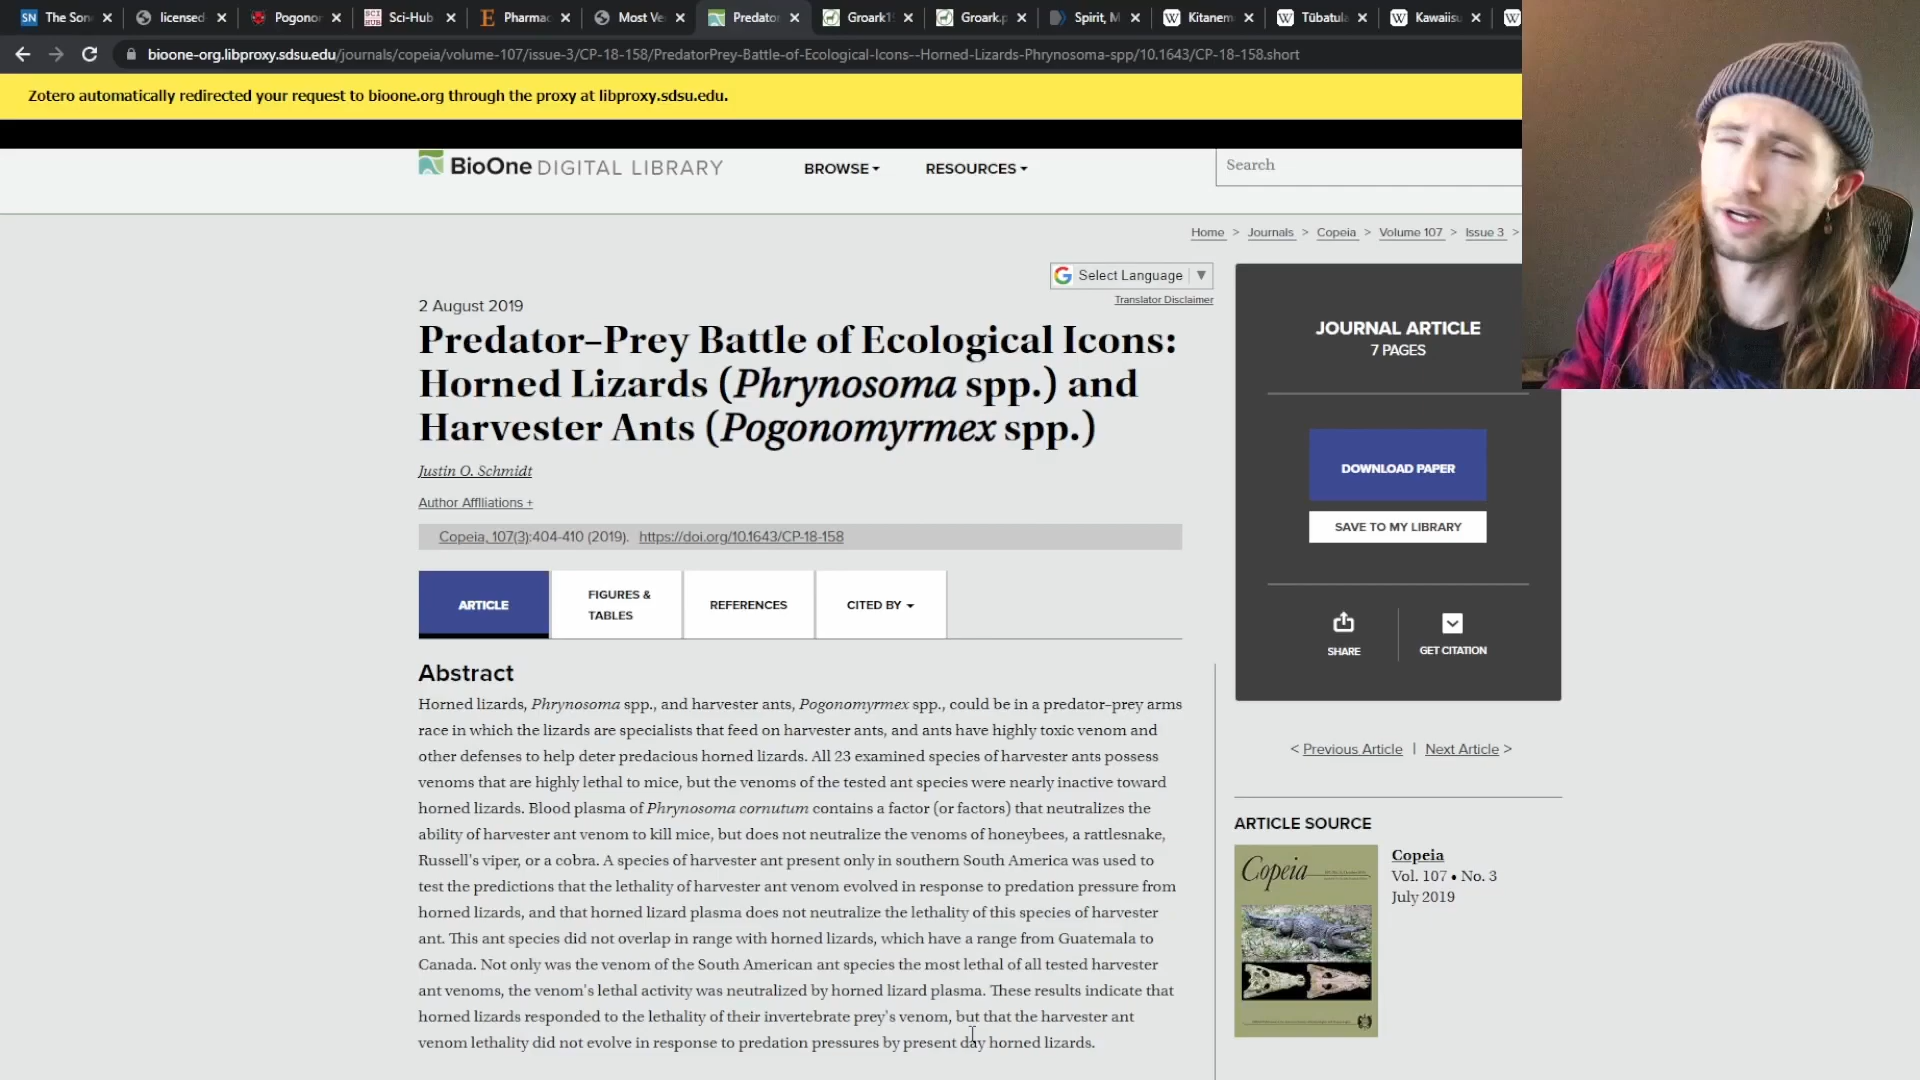 The Son
licensed
Pogonor
Sci-Hub
Pharmac
Most Ve
Predator
Groark1
Groark.p
Spirit, M
Kitanem
Tübatula
Kawaiisu
bioone-org.libproxy.sdsu.edu/journals/copeia/volume-107/issue-3/CP-18-158/PredatorPrey-Battle-of-Ecological-Icons--Horned-Lizards-Phrynosoma-spp/10.1643/CP-18-158.short
Zotero automatically redirected your request to bioone.org through the proxy at libproxy.sdsu.edu.
BioOne DIGITAL LIBRARY
BROWSE
RESOURCES
Search
Home > Journals > Copeia > Volume 107 > Issue 3 >
Select Language
Translator Disclaimer
2 August 2019
Predator–Prey Battle of Ecological Icons:
Horned Lizards (Phrynosoma spp.) and
Harvester Ants (Pogonomyrmex spp.)
Justin O. Schmidt
Author Affiliations +
Copeia, 107(3):404-410 (2019). https://doi.org/10.1643/CP-18-158
ARTICLE
FIGURES &
TABLES
REFERENCES
CITED BY
Abstract
Horned lizards, Phrynosoma spp., and harvester ants, Pogonomyrmex spp., could be in a predator–prey arms
race in which the lizards are specialists that feed on harvester ants, and ants have highly toxic venom and
other defenses to help deter predacious horned lizards. All 23 examined species of harvester ants possess
venoms that are highly lethal to mice, but the venoms of the tested ant species were nearly inactive toward
horned lizards. Blood plasma of Phrynosoma cornutum contains a factor (or factors) that neutralizes the
ability of harvester ant venom to kill mice, but does not neutralize the venoms of honeybees, a rattlesnake,
Russell's viper, or a cobra. A species of harvester ant present only in southern South America was used to
test the predictions that the lethality of harvester ant venom evolved in response to predation pressure from
horned lizards, and that horned lizard plasma does not neutralize the lethality of this species of harvester
ant. This ant species did not overlap in range with horned lizards, which have a range from Guatemala to
Canada. Not only was the venom of the South American ant species the most lethal of all tested harvester
ant venoms, the venom's lethal activity was neutralized by horned lizard plasma. These results indicate that
horned lizards responded to the lethality of their invertebrate prey's venom, but that the harvester ant
venom lethality did not evolve in response to predation pressures by present day horned lizards.
JOURNAL ARTICLE
7 PAGES
DOWNLOAD PAPER
SAVE TO MY LIBRARY
SHARE
GET CITATION
< Previous Article | Next Article >
ARTICLE SOURCE
Copeia
Copeia
Vol. 107 • No. 3
July 2019